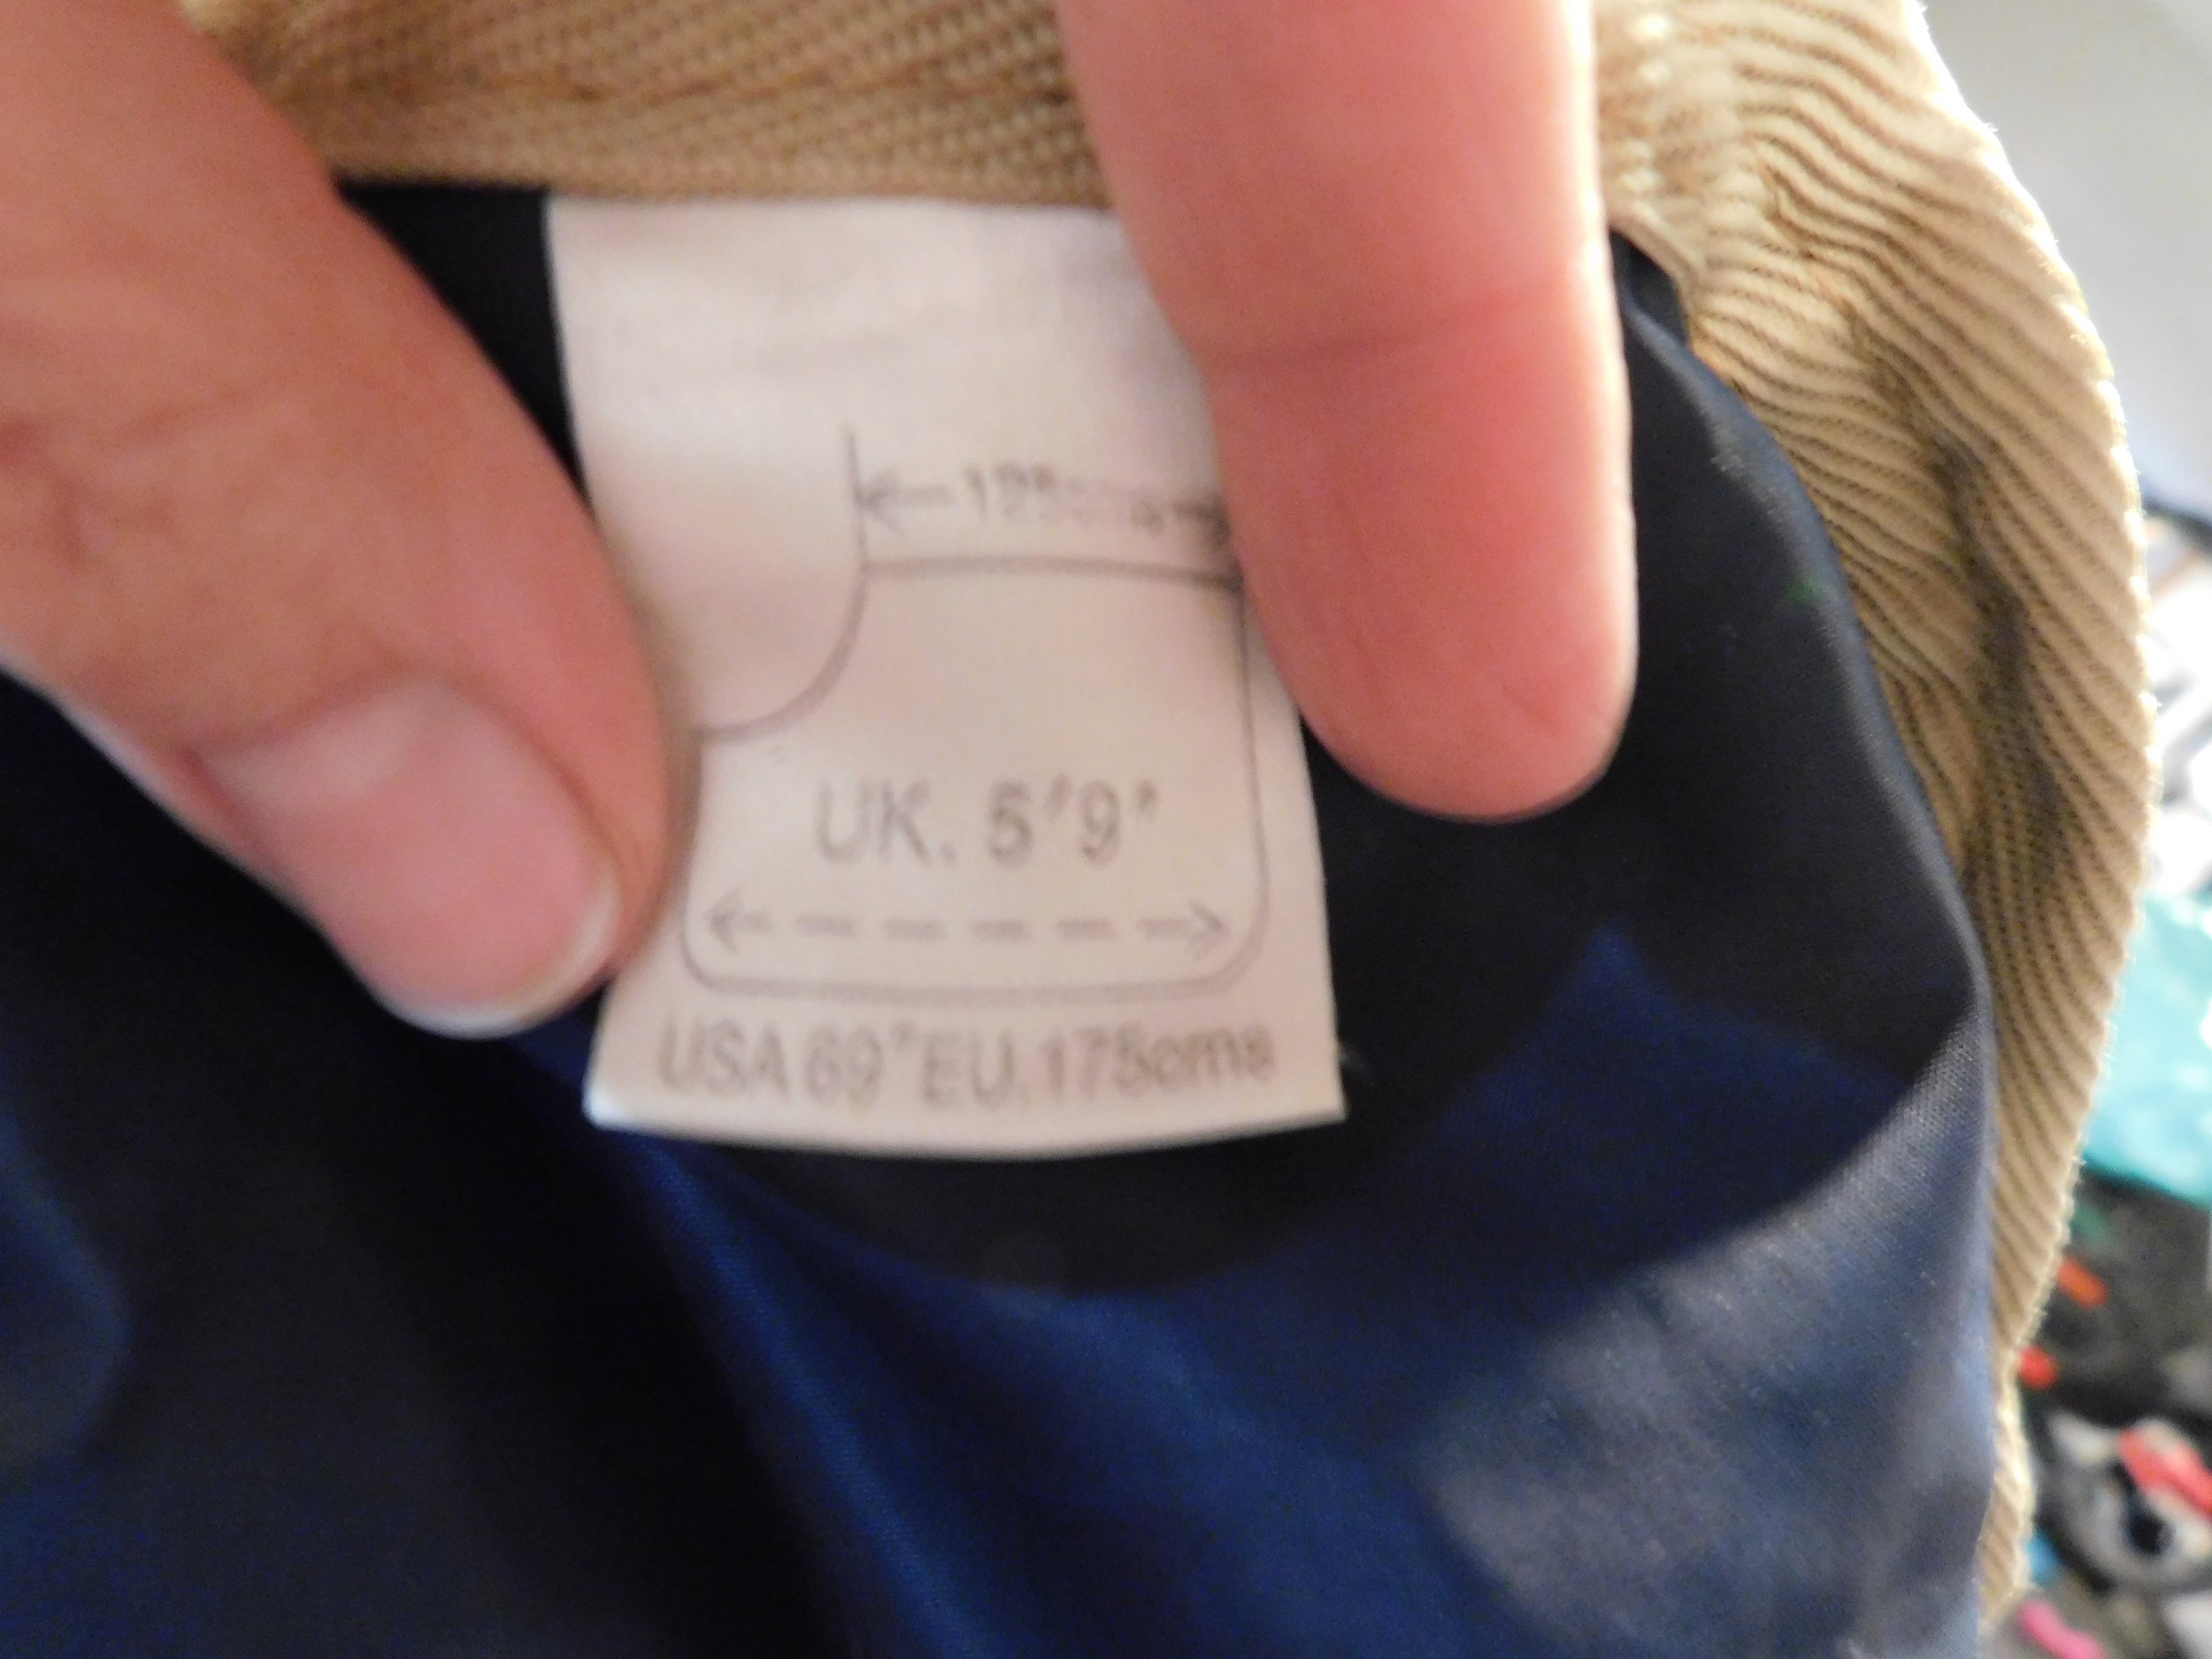 UK. 5'9"
USA 69" EU. 175cms